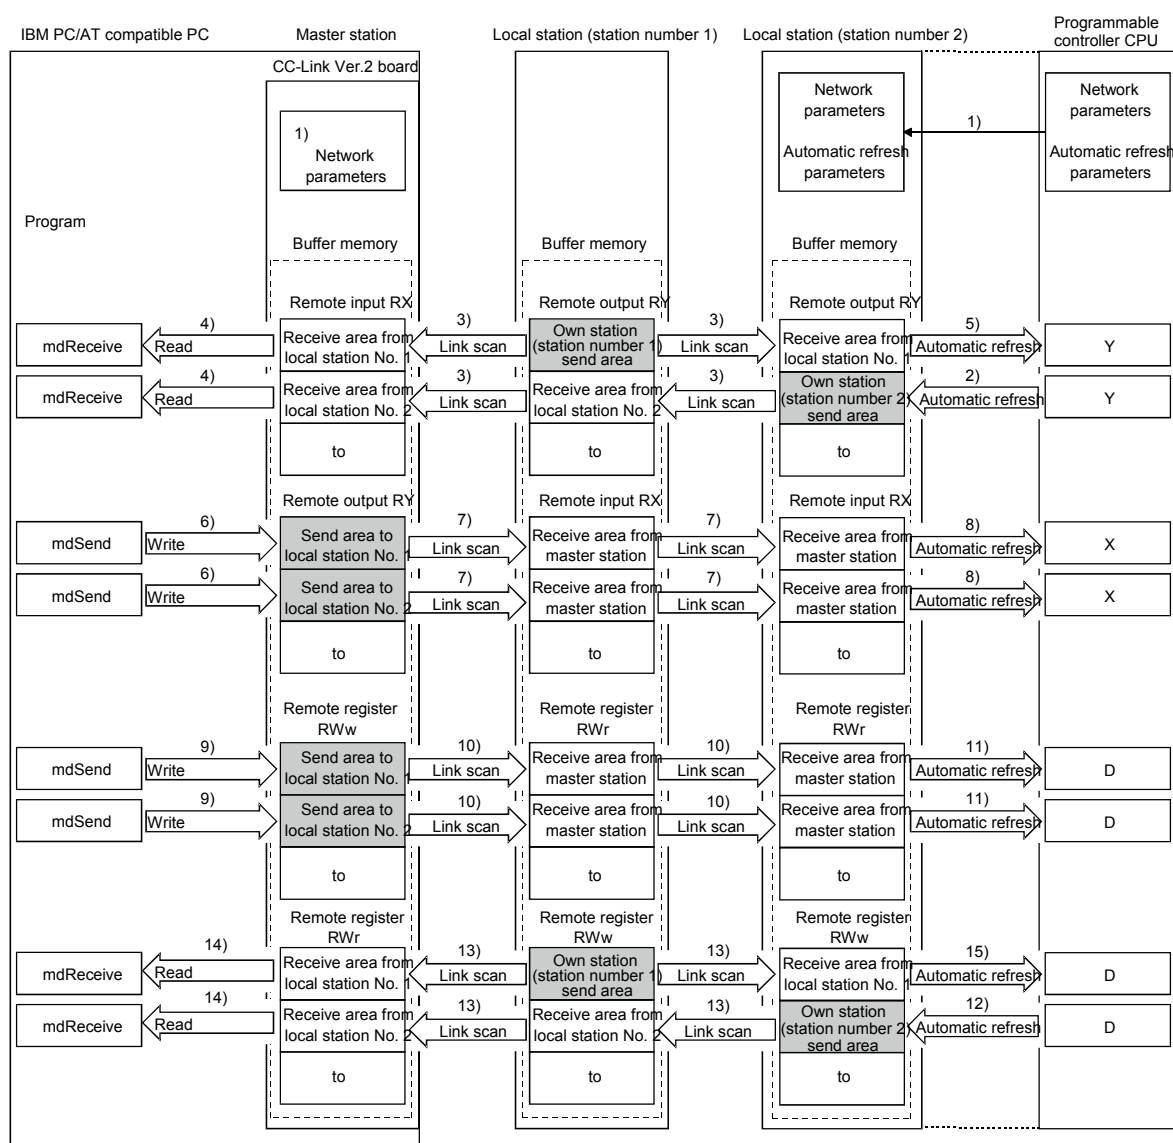 IBM PC/AT compatible PC
Master station
Local station (station number 1)
Local station (station number 2)
Programmable
controller CPU
CC-Link Ver.2 board
1)
Network
parameters
Network
parameters
Automatic refresh
parameters
1)
Network
parameters
Automatic refresh
parameters
Program
Buffer memory
Buffer memory
Buffer memory
Remote input RX
Remote output RY
Remote output RY
mdReceive
4)
Read
Receive area from
local station No. 1
3)
Link scan
Own station
(station number 1)
send area
3)
Link scan
Receive area from
local station No. 1
5)
Automatic refresh
Y
mdReceive
4)
Read
Receive area from
local station No. 2
3)
Link scan
Receive area from
local station No. 2
3)
Link scan
Own station
(station number 2)
send area
2)
Automatic refresh
Y
to
to
to
Remote output RY
Remote input RX
Remote input RX
mdSend
6)
Write
Send area to
local station No. 1
7)
Link scan
Receive area from
master station
7)
Link scan
Receive area from
master station
8)
Automatic refresh
X
mdSend
6)
Write
Send area to
local station No. 2
7)
Link scan
Receive area from
master station
7)
Link scan
Receive area from
master station
8)
Automatic refresh
X
to
to
to
Remote register
RWw
Remote register
RWr
Remote register
RWr
mdSend
9)
Write
Send area to
local station No. 1
10)
Link scan
Receive area from
master station
10)
Link scan
Receive area from
master station
11)
Automatic refresh
D
mdSend
9)
Write
Send area to
local station No. 2
10)
Link scan
Receive area from
master station
10)
Link scan
Receive area from
master station
11)
Automatic refresh
D
to
to
to
Remote register
RWr
Remote register
RWw
Remote register
RWw
mdReceive
14)
Read
Receive area from
local station No. 1
13)
Link scan
Own station
(station number 1)
send area
13)
Link scan
Receive area from
local station No. 1
15)
Automatic refresh
D
mdReceive
14)
Read
Receive area from
local station No. 2
13)
Link scan
Receive area from
local station No. 2
13)
Link scan
Own station
(station number 2)
send area
12)
Automatic refresh
D
to
to
to